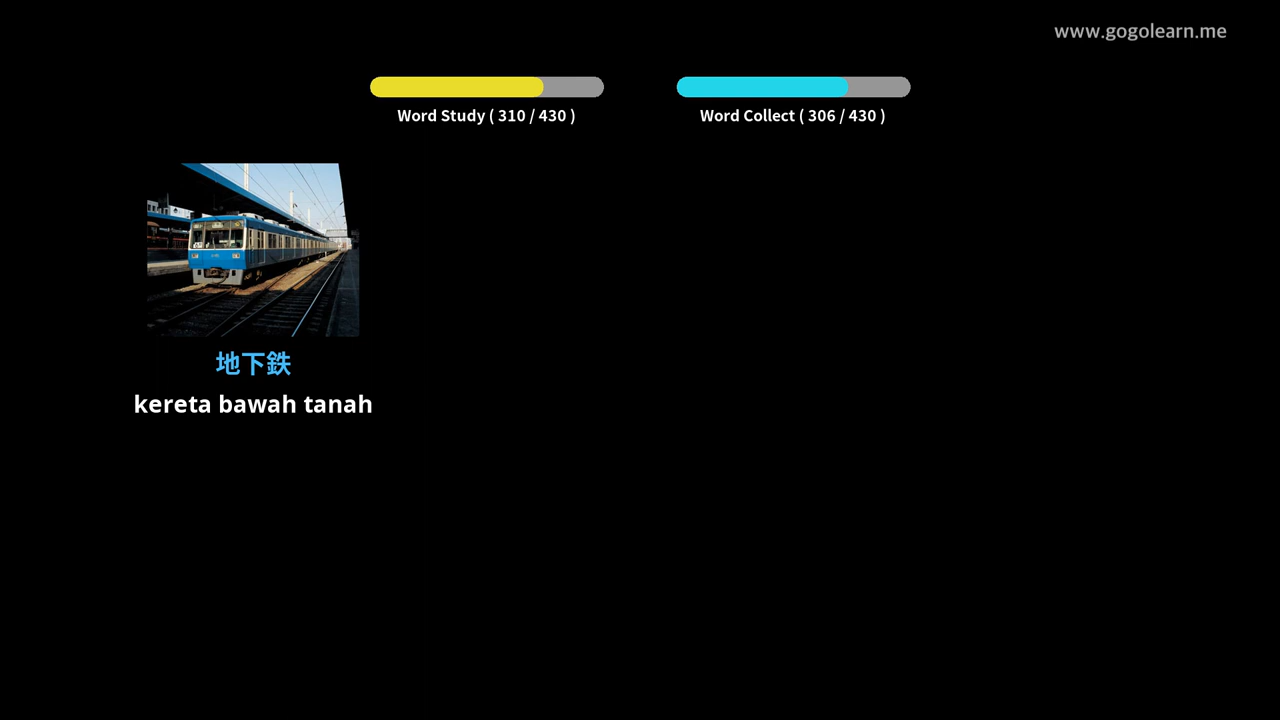 www.gogolearn.me
Word Study ( 310 / 430 )
Word Collect ( 306 / 430 )
地下鉄
kereta bawah tanah